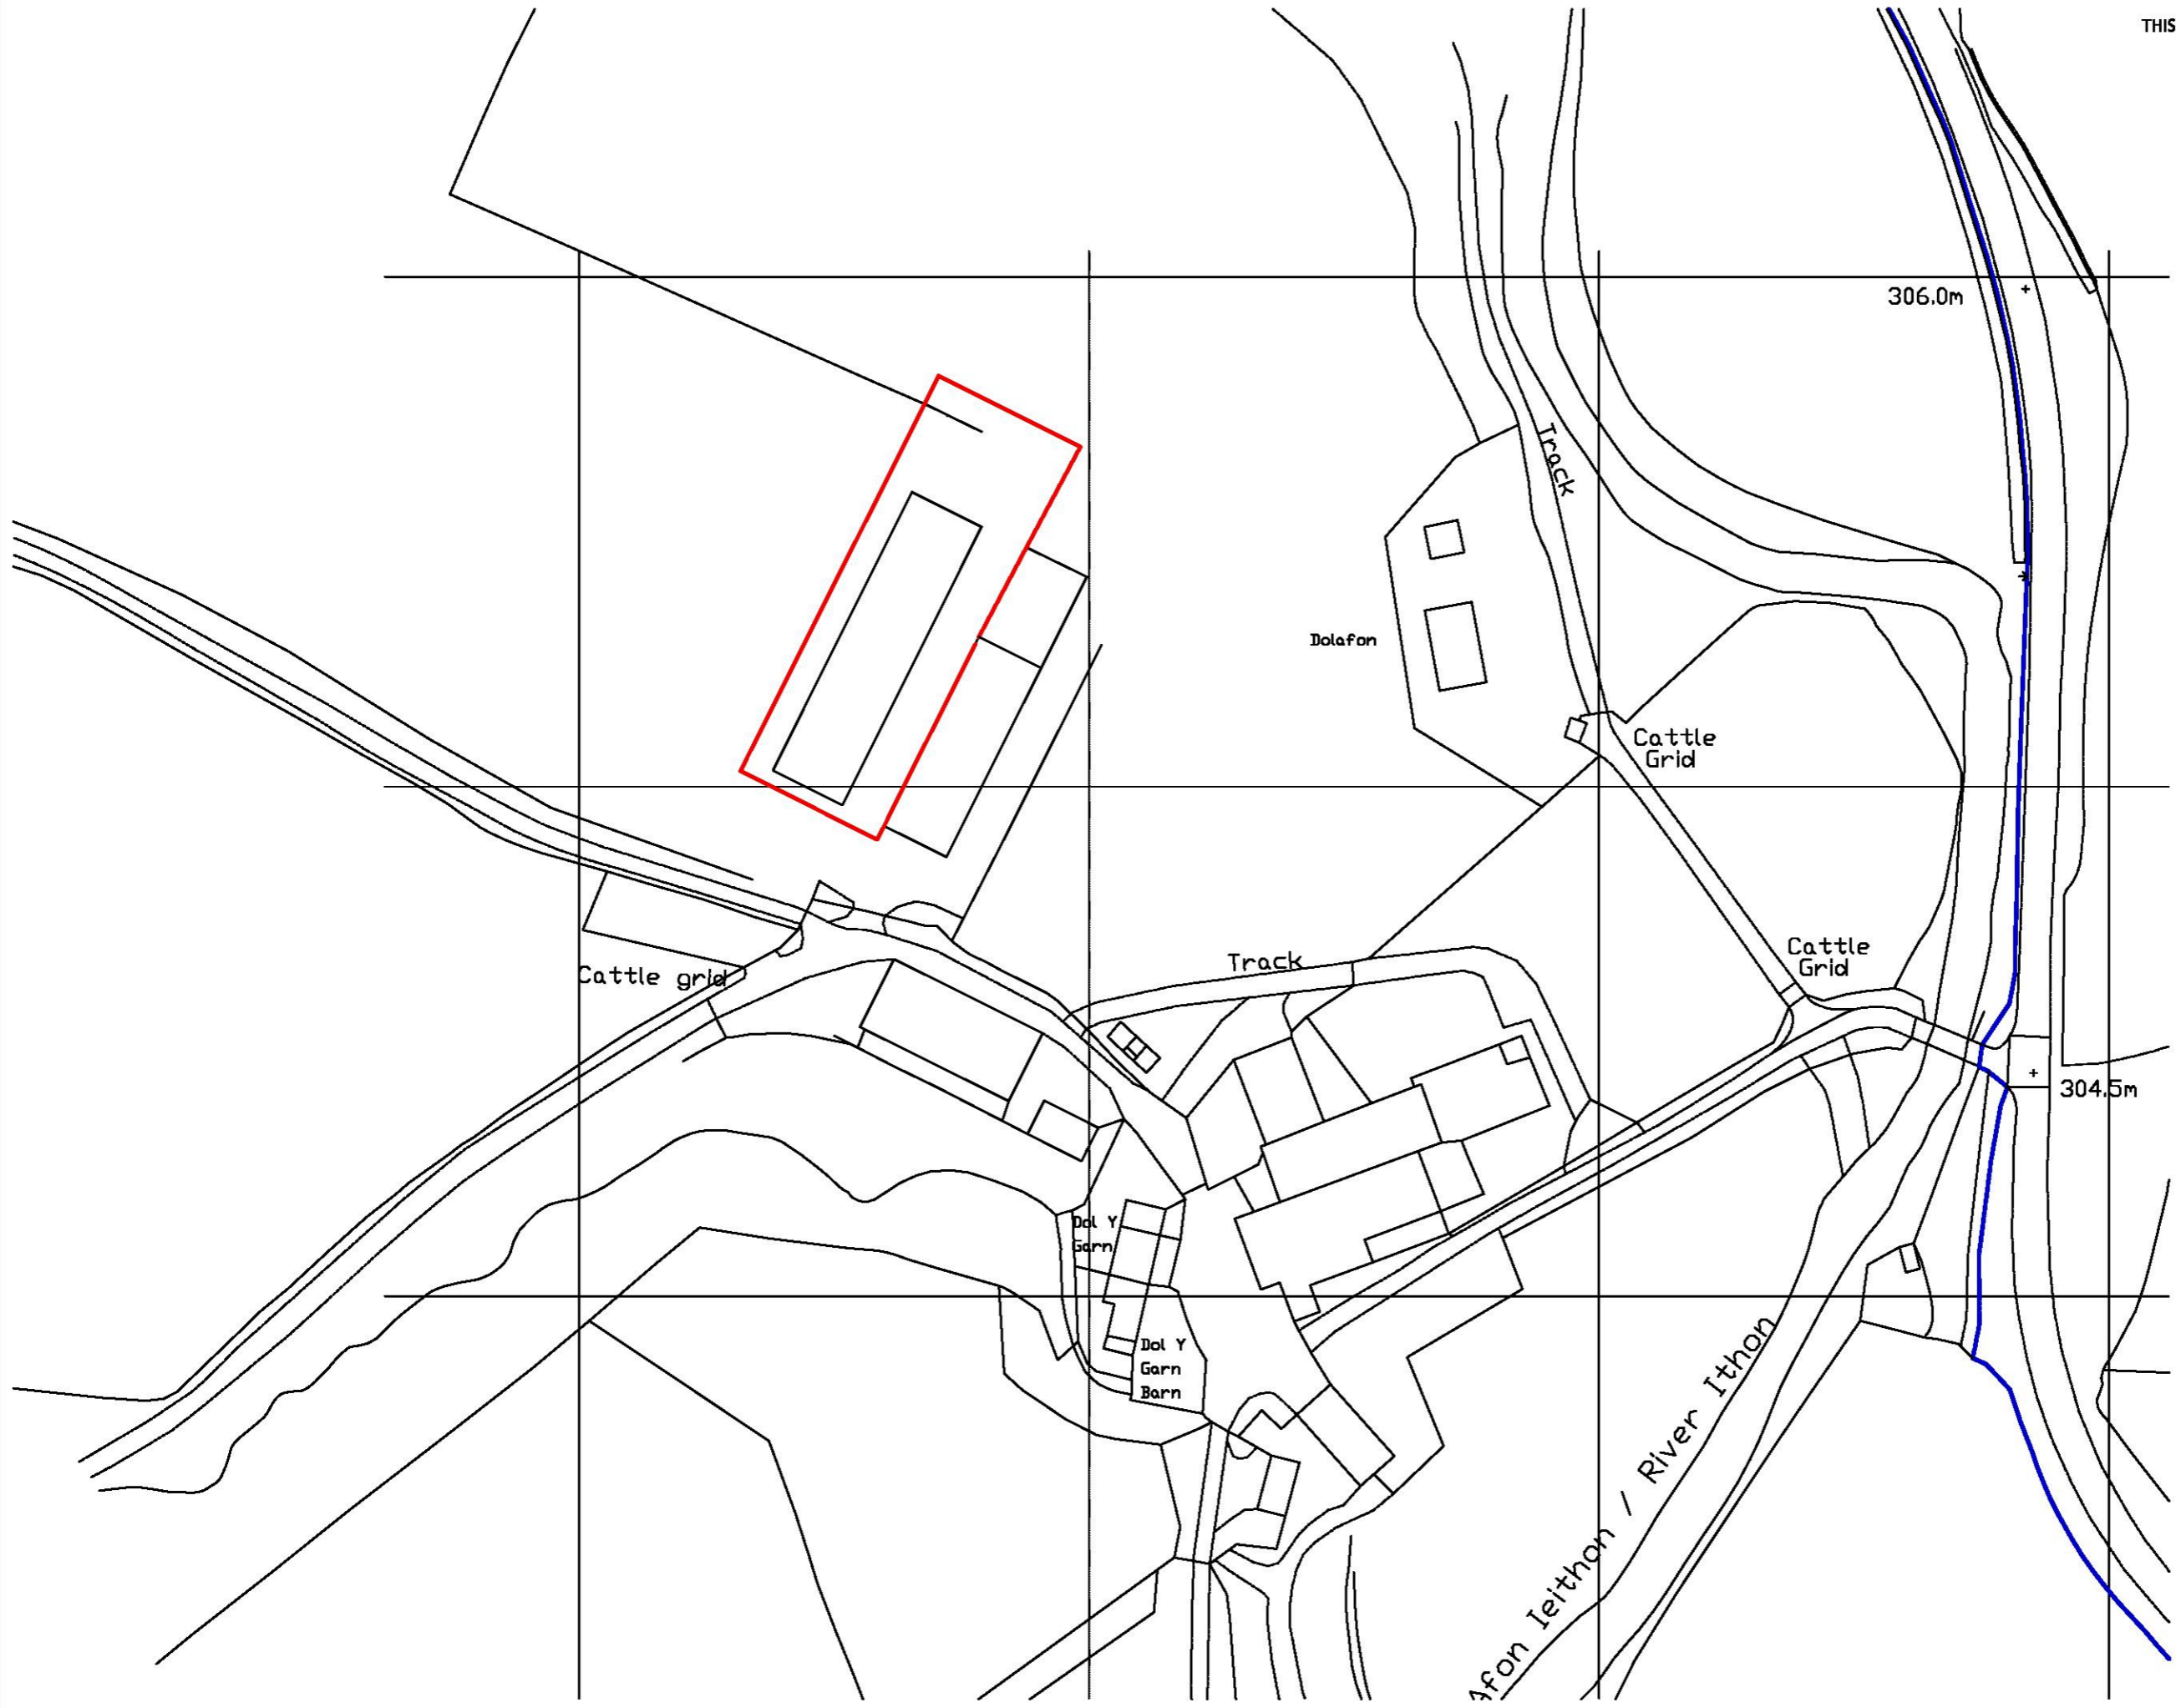 THIS
306.0m
Track
Dolafon
Cattle
Grid
Cattle
Grid
Track
Cattle grid
304.5m
Dol Y
Garn
Dol Y
Garn
Barn
Afon Ieithon / River Ithon